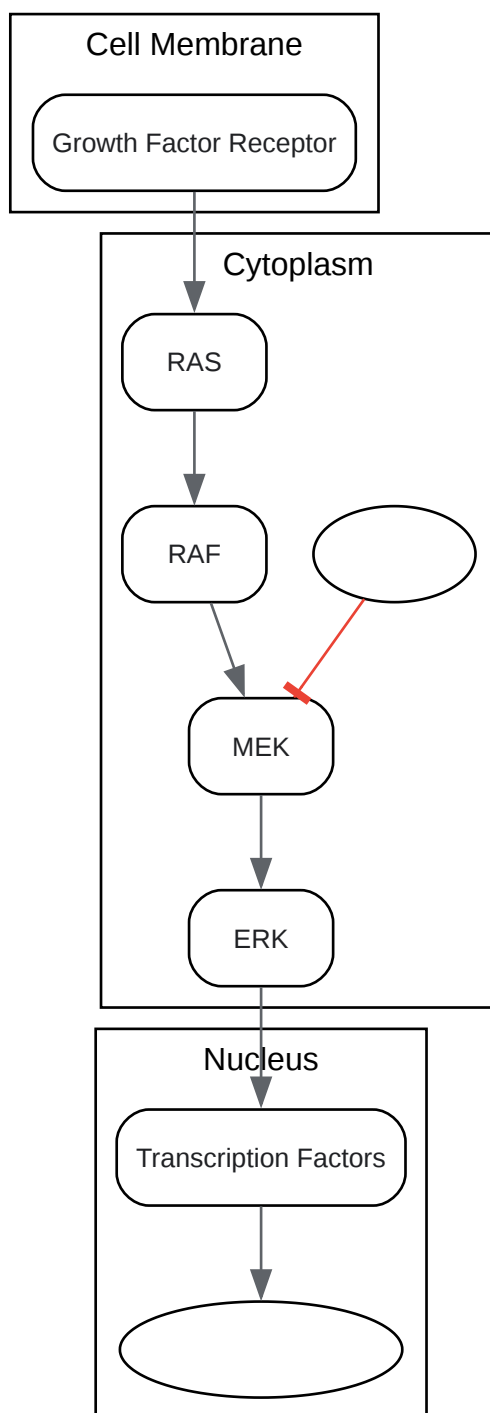 Cell Membrane
Growth Factor Receptor
Cytoplasm
RAS
RAF
MEK
ERK
Nucleus
Transcription Factors